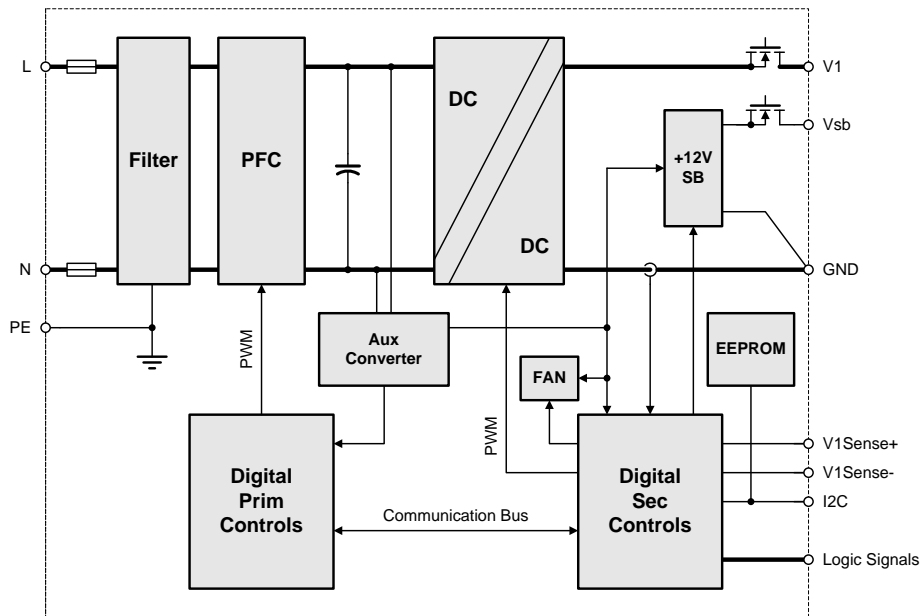 L
Filter
PFC
DC
DC
V1
Vsb
+12V
SB
N
GND
PE
PWM
Aux
Converter
FAN
EEPROM
PWM
Digital
Prim
Controls
Communication Bus
Digital
Sec
Controls
V1Sense+
V1Sense-
I2C
Logic Signals